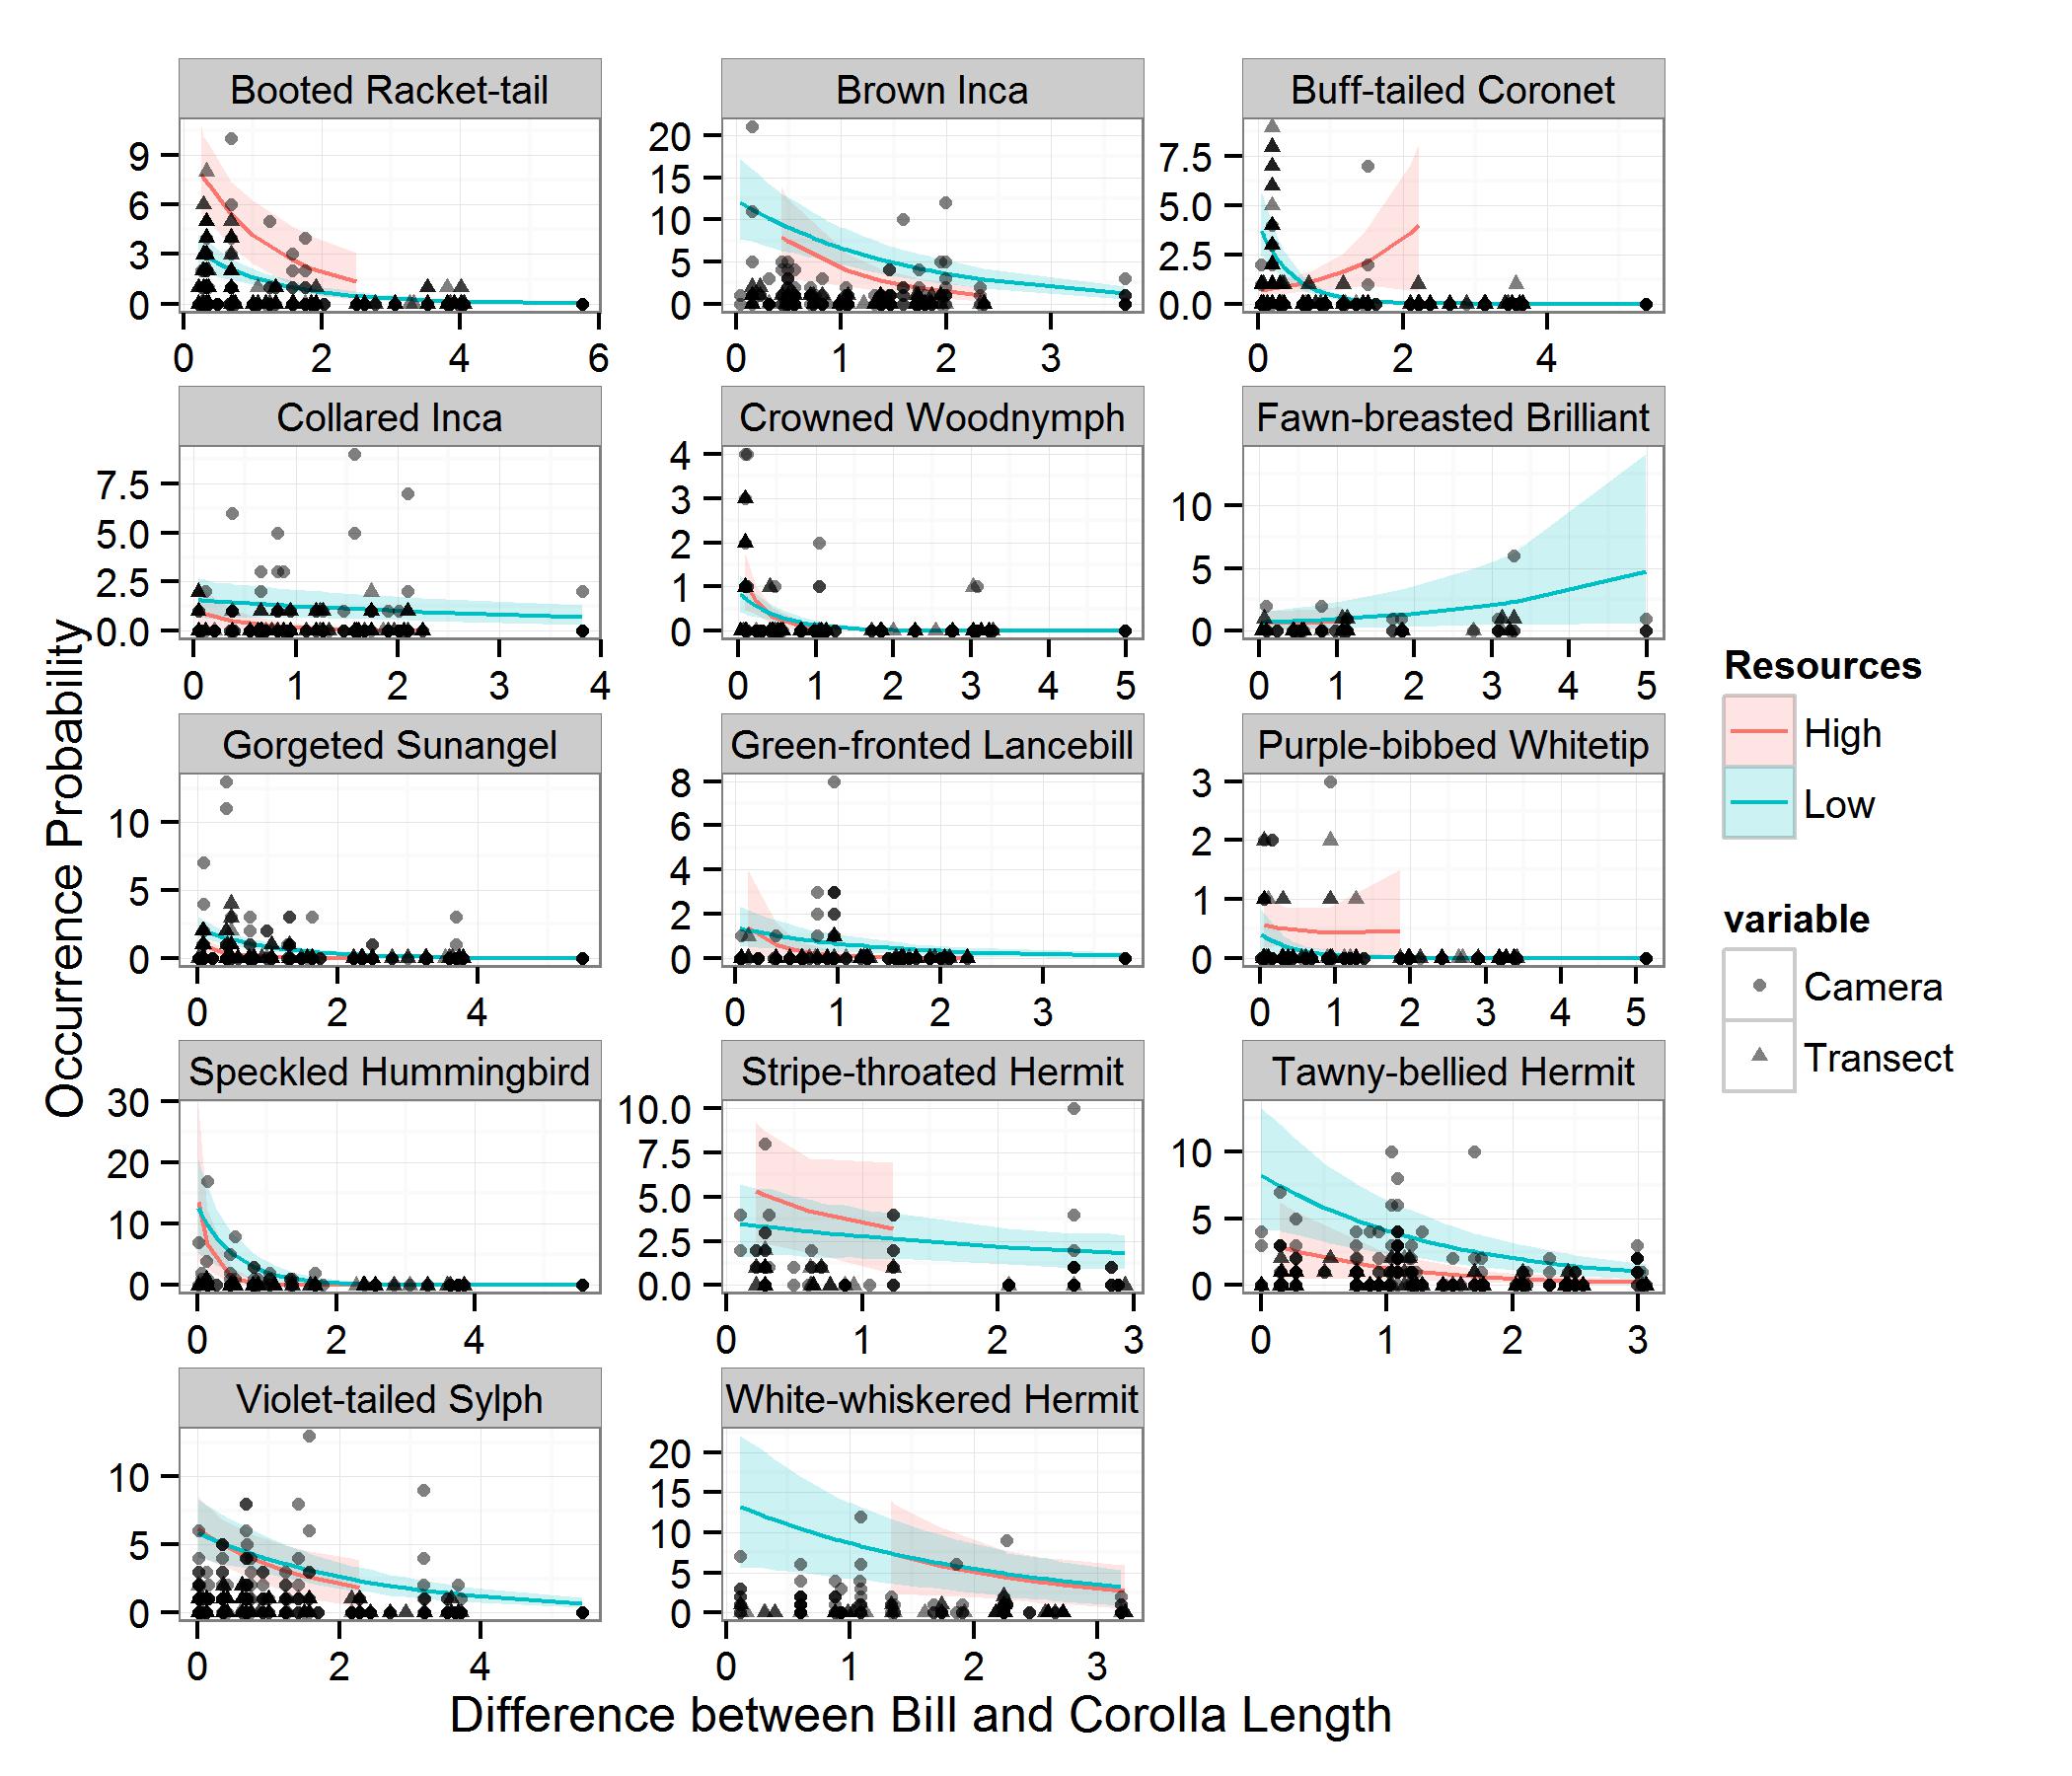 Booted Racket-tail
Brown Inca
Buff-tailed Coronet
9
6
3
0
0 2 4 6
20
15
10
5
0
0 1 2 3
7.5
5.0
2.5
0.0
0 2 4
Collared Inca
Crowned Woodnymph
Fawn-breasted Brilliant
7.5
5.0
2.5
0.0
0 1 2 3 4
4
3
2
1
0
0 1 2 3 4 5
10
5
0
0 1 2 3 4 5
Gorgeted Sunangel
Green-fronted Lancebill
Purple-bibbed Whitetip
10
5
0
0 2 4
8
6
4
2
0
0 1 2 3
3
2
1
0
0 1 2 3 4 5
Speckled Hummingbird
Stripe-throated Hermit
Tawny-bellied Hermit
30
20
10
0
0 2 4
10.0
7.5
5.0
2.5
0.0
0 1 2 3
10
5
0
0 1 2 3
Violet-tailed Sylph
White-whiskered Hermit
10
5
0
0 2 4
20
15
10
5
0
0 1 2 3
Occurrence Probability
Difference between Bill and Corolla Length
Resources
High
Low
variable
Camera
Transect